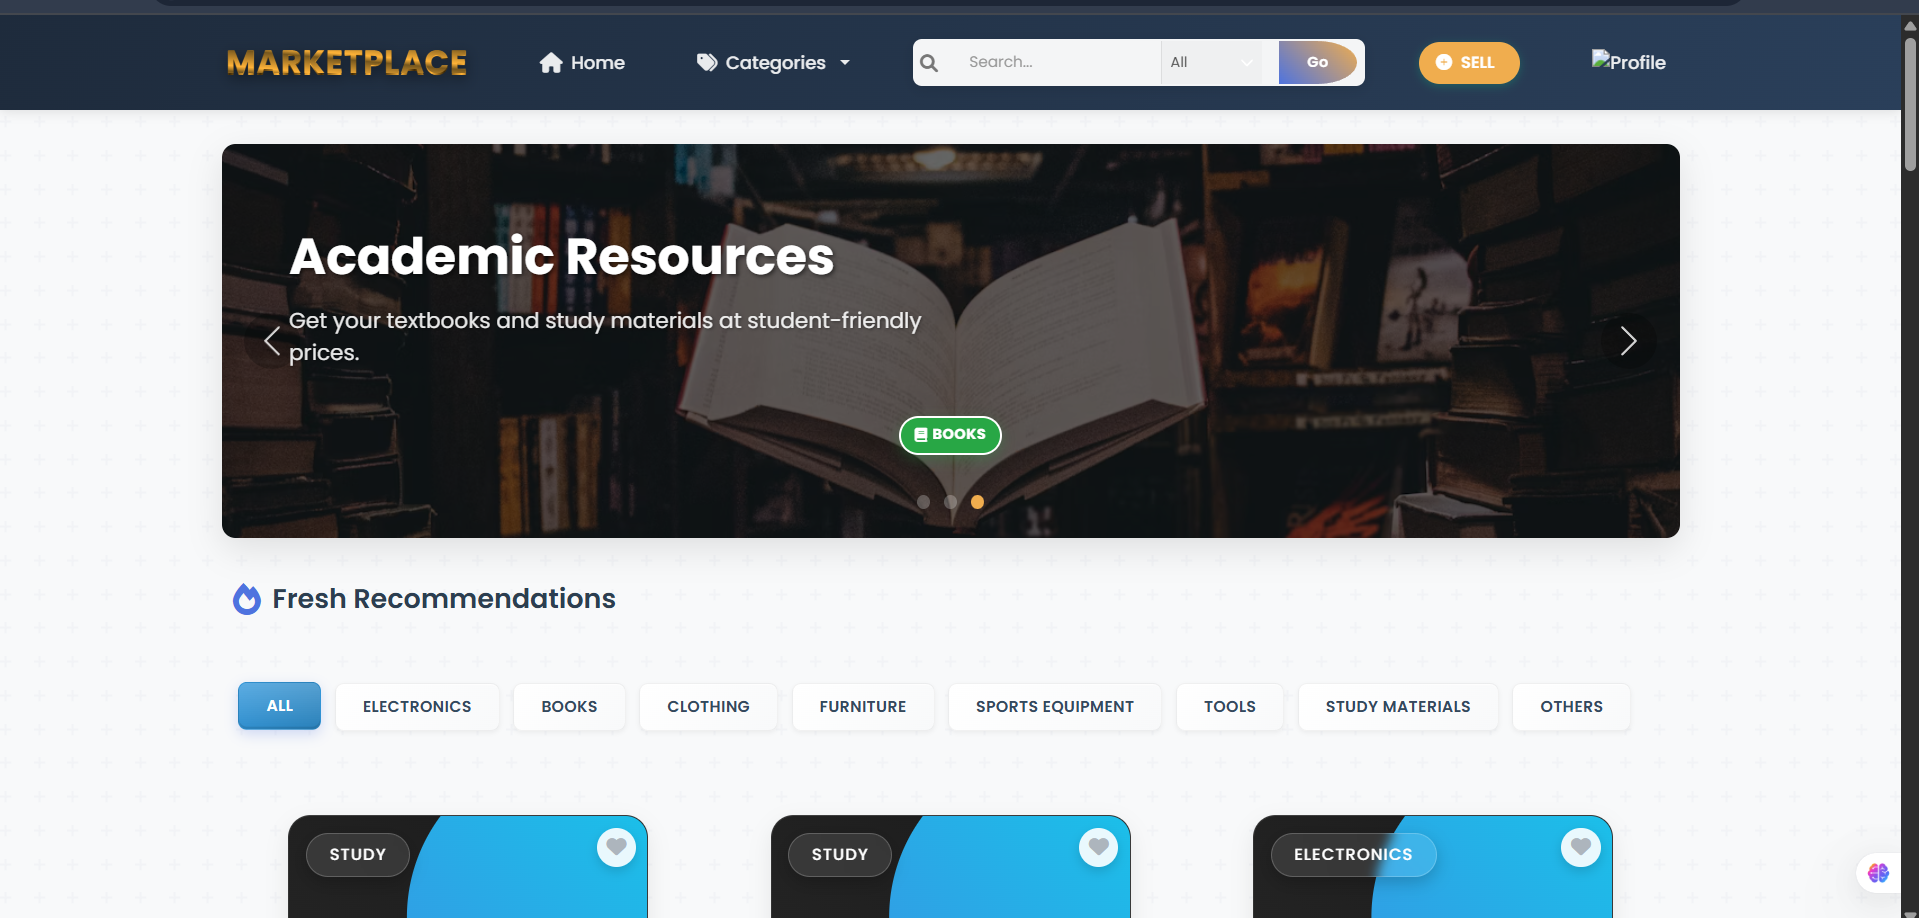 MARKETPLACE
Home
Categories
Search...
All
Go
SELL
Profile
Academic Resources
Get your textbooks and study materials at student-friendly
prices.
BOOKS
Fresh Recommendations
ALL
ELECTRONICS
BOOKS
CLOTHING
FURNITURE
SPORTS EQUIPMENT
TOOLS
STUDY MATERIALS
OTHERS
STUDY
STUDY
ELECTRONICS